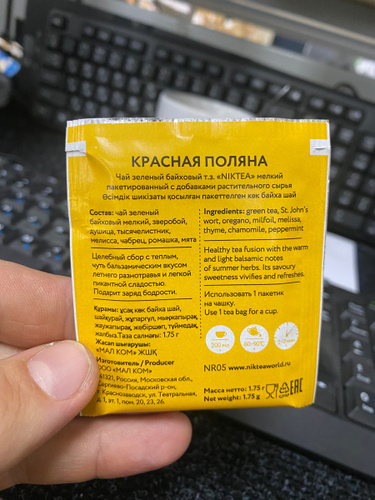 КРАСНАЯ ПОЛЯНА
Чай зеленый байховый т.з. «NIKTEA» мелкий
пакетированный с добавками растительного сырья
Өсімдік шикізаты қосылған пакеттелген көк байха шай
Состав: чай зеленый
байховый мелкий, зверобой,
душица, тысячелистник,
мелисса, чабрец, ромашка, мята
Целебный сбор с теплым,
чуть бальзамическим вкусом
летнего разнотравья и легкой
пикантной сладостью.
Подарит заряд бодрости.
Құрамы: ұсақ көк байха шай,
шайқурай, жұпаргүл, мыңжапырақ,
жалбыз. Таза салмағы: 1.75 г
Жасап шығарушы:
«МАЛ КОМ» ЖШҚ
Изготовитель / Producer
ООО «МАЛ КОМ»
141321, Россия, Московская обл.,
Сергиево-Посадский р-он,
г. Краснозаводск, ул. Театральная,
д.1, эт. 1, пом. 20, 23, 26.
Ingredients: green tea, St. John's
wort, oregano, milfoil, melissa,
thyme, chamomile, peppermint
Healthy tea fusion with the warm
and light balsamic notes
of summer herbs. Its savoury
sweetness vivifies and refreshes.
Использовать 1 пакетик
на чашку.
Use 1 tea bag for a cup.
NR05 www.nikteaworld.ru
Масса нетто: 1.75 г
Net weight: 1.75 g
EAC